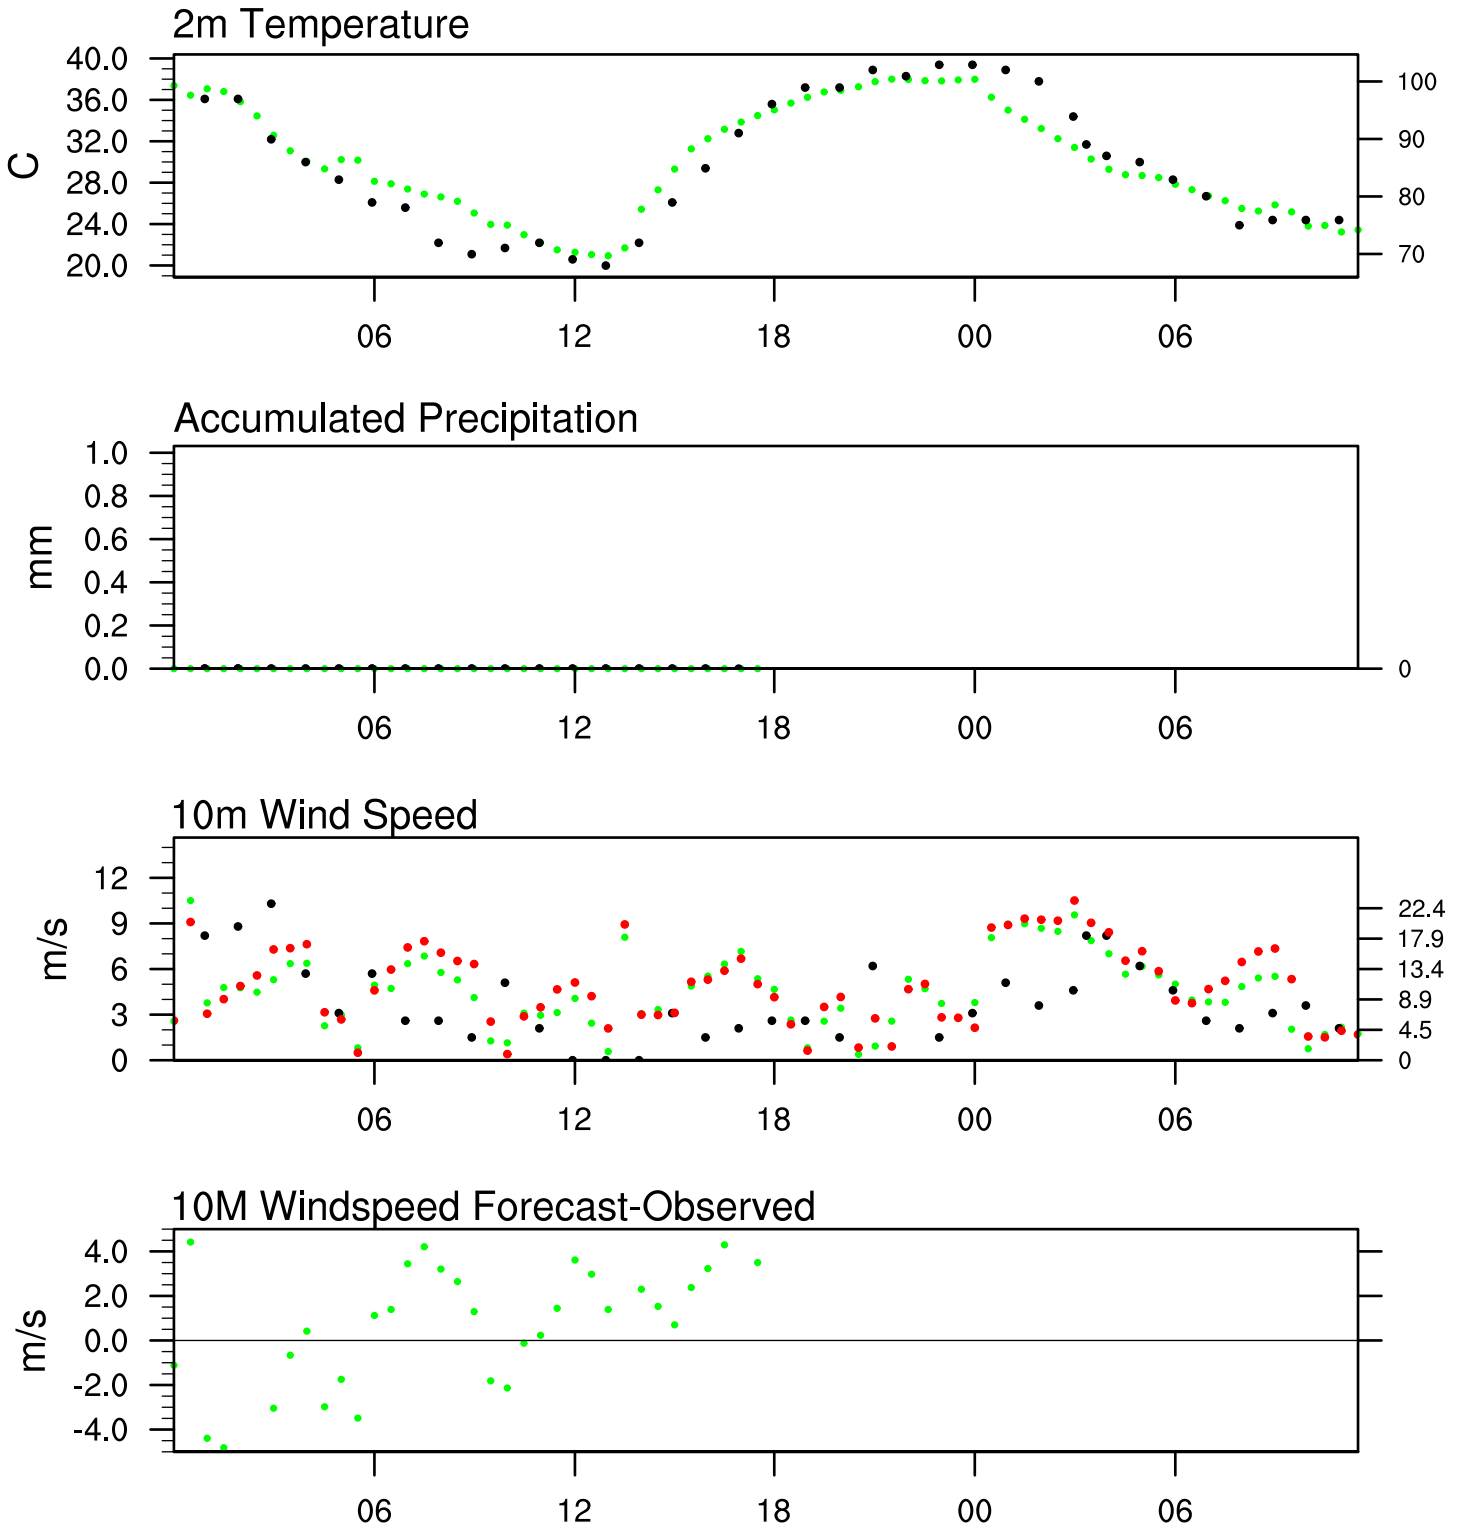 2m Temperature
40.0
36.0
32.0
28.0
24.0
20.0
C
100
90
80
70
06 12 18 00 06
Accumulated Precipitation
1.0
0.8
0.6
0.4
0.2
0.0
mm
0
06 12 18 00 06
10m Wind Speed
12
9
6
3
0
m/s
22.4
17.9
13.4
8.9
4.5
0
06 12 18 00 06
10M Windspeed Forecast-Observed
4.0
2.0
0.0
-2.0
-4.0
m/s
06 12 18 00 06